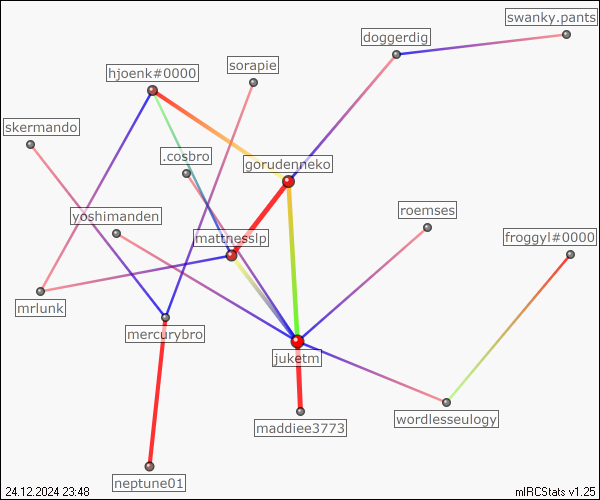 swanky.pants
doggerdig
sorapie
hjoenk#0000
skermando
.cosbro
gorudenneko
yoshimanden
roemses
mattnesslp
froggyl#0000
mrlunk
mercurybro
juketm
wordlesseulogy
maddiee3773
neptune01
24.12.2024 23:48
mIRCStats v1.25